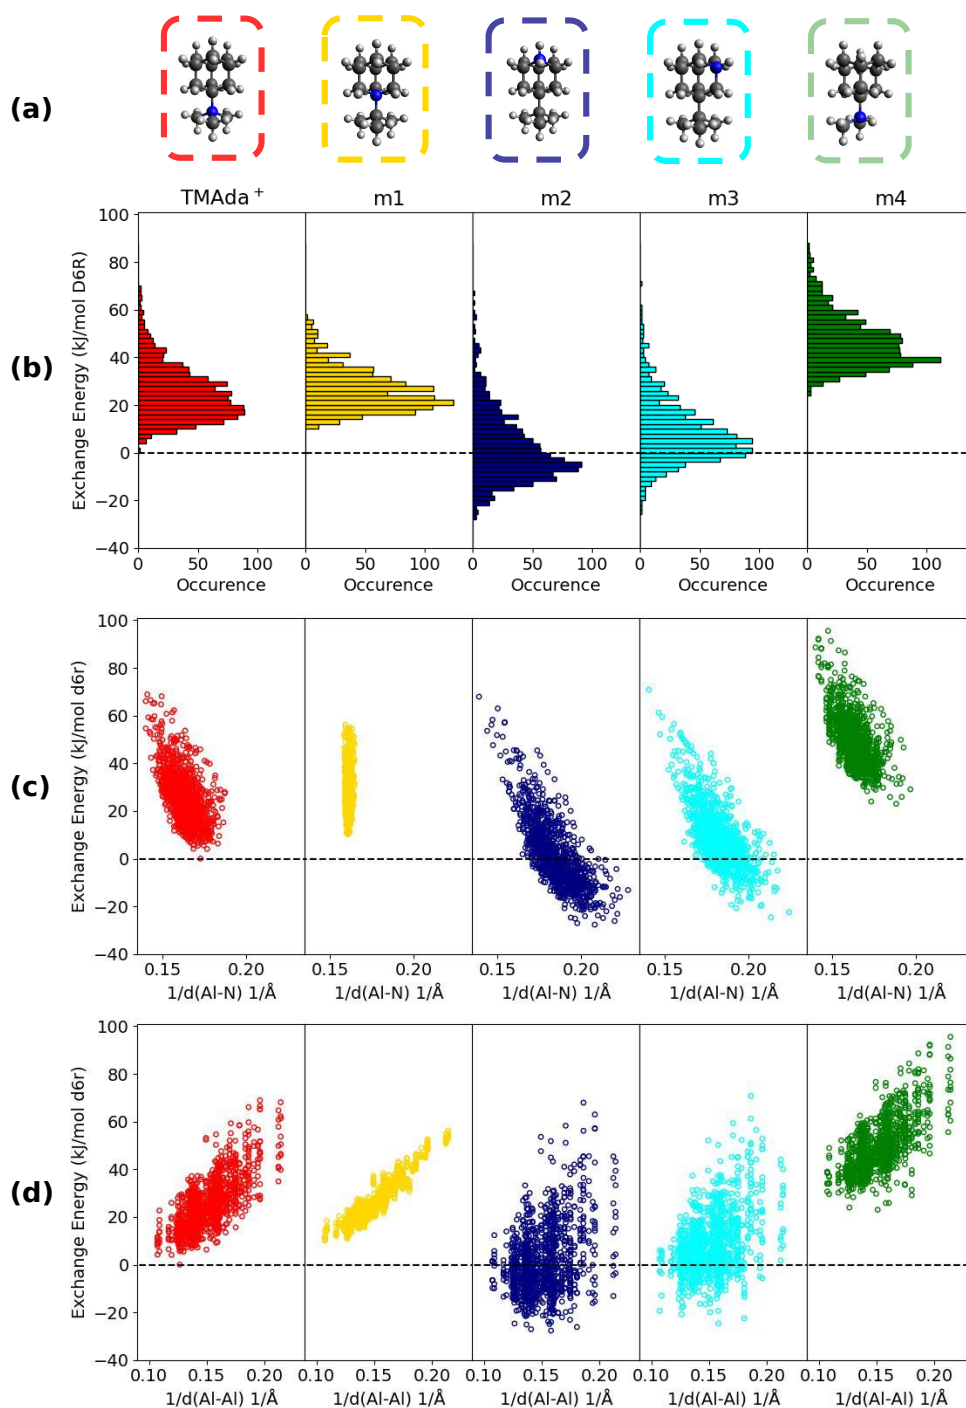 (a)
TMAda+ m1 m2 m3 m4
(b)
Exchange Energy (kJ/mol D6R)
100
80
60
40
20
0
−20
−40
0 50 100 0 50 100 0 50 100 0 50 100 0 50 100
Occurence Occurence Occurence Occurence Occurence
(c)
Exchange Energy (kJ/mol d6r)
100
80
60
40
20
0
−20
−40
0.15 0.20 0.15 0.20 0.15 0.20 0.15 0.20 0.15 0.20
1/d(Al-N) 1/Å 1/d(Al-N) 1/Å 1/d(Al-N) 1/Å 1/d(Al-N) 1/Å 1/d(Al-N) 1/Å
(d)
Exchange Energy (kJ/mol d6r)
100
80
60
40
20
0
−20
−40
0.10 0.15 0.20 0.10 0.15 0.20 0.10 0.15 0.20 0.10 0.15 0.20 0.10 0.15 0.20
1/d(Al-Al) 1/Å 1/d(Al-Al) 1/Å 1/d(Al-Al) 1/Å 1/d(Al-Al) 1/Å 1/d(Al-Al) 1/Å